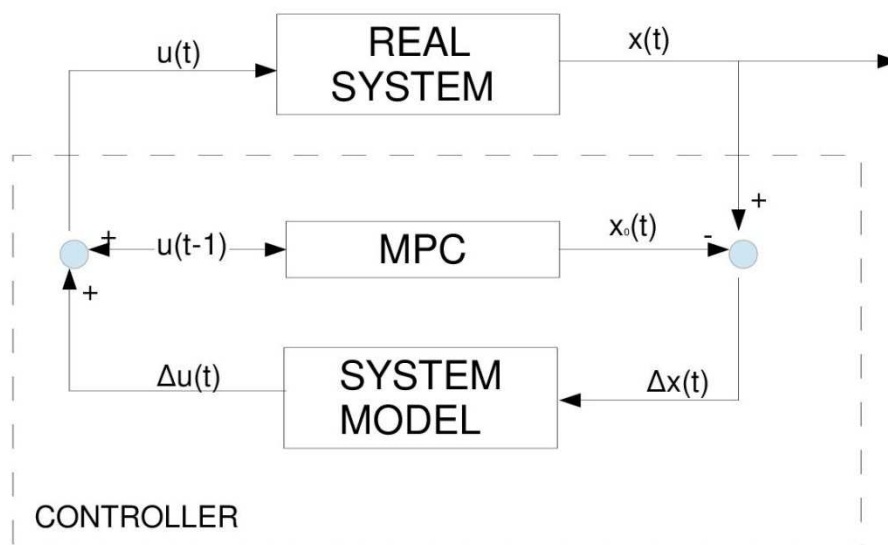 u(t)
REAL
SYSTEM
x(t)
+
+
u(t-1)
MPC
x₀(t)
-
+
Δu(t)
SYSTEM
MODEL
Δx(t)
CONTROLLER